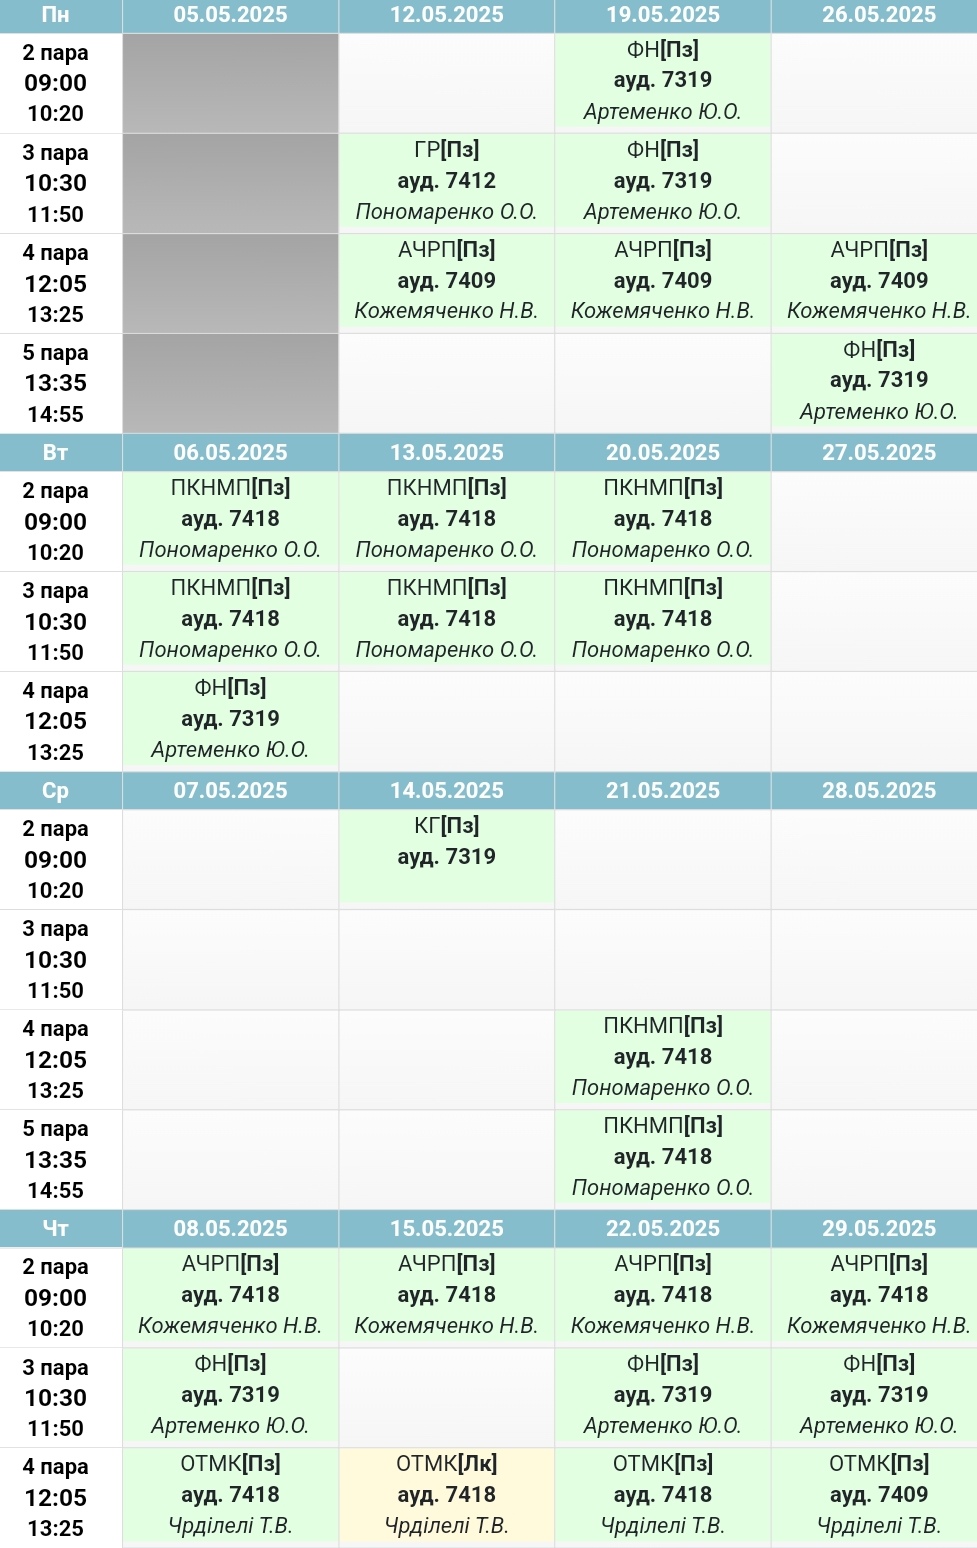 Пн 05.05.2025 12.05.2025 19.05.2025 26.05.2025
2 пара ФН[Пз]
09:00 ауд. 7319
10:20 Артеменко Ю.О.
3 пара ГР[Пз] ФН[Пз]
10:30 ауд. 7412 ауд. 7319
11:50 Пономаренко О.О. Артеменко Ю.О.
4 пара АЧРП[Пз] АЧРП[Пз] АЧРП[Пз]
12:05 ауд. 7409 ауд. 7409 ауд. 7409
13:25 Кожемяченко Н.В. Кожемяченко Н.В. Кожемяченко Н.В.
5 пара ФН[Пз]
13:35 ауд. 7319
14:55 Артеменко Ю.О.
Вт 06.05.2025 13.05.2025 20.05.2025 27.05.2025
2 пара ПКНМП[Пз] ПКНМП[Пз] ПКНМП[Пз]
09:00 ауд. 7418 ауд. 7418 ауд. 7418
10:20 Пономаренко О.О. Пономаренко О.О. Пономаренко О.О.
3 пара ПКНМП[Пз] ПКНМП[Пз] ПКНМП[Пз]
10:30 ауд. 7418 ауд. 7418 ауд. 7418
11:50 Пономаренко О.О. Пономаренко О.О. Пономаренко О.О.
4 пара ФН[Пз]
12:05 ауд. 7319
13:25 Артеменко Ю.О.
Ср 07.05.2025 14.05.2025 21.05.2025 28.05.2025
2 пара КГ[Пз]
09:00 ауд. 7319
10:20
3 пара
10:30
11:50
4 пара ПКНМП[Пз]
12:05 ауд. 7418
13:25 Пономаренко О.О.
5 пара ПКНМП[Пз]
13:35 ауд. 7418
14:55 Пономаренко О.О.
Чт 08.05.2025 15.05.2025 22.05.2025 29.05.2025
2 пара АЧРП[Пз] АЧРП[Пз] АЧРП[Пз] АЧРП[Пз]
09:00 ауд. 7418 ауд. 7418 ауд. 7418 ауд. 7418
10:20 Кожемяченко Н.В. Кожемяченко Н.В. Кожемяченко Н.В. Кожемяченко Н.В.
3 пара ФН[Пз] ФН[Пз] ФН[Пз]
10:30 ауд. 7319 ауд. 7319 ауд. 7319
11:50 Артеменко Ю.О. Артеменко Ю.О. Артеменко Ю.О.
4 пара ОТМК[Пз] ОТМК[Лк] ОТМК[Пз] ОТМК[Пз]
12:05 ауд. 7418 ауд. 7418 ауд. 7418 ауд. 7409
13:25 Чрділелі Т.В. Чрділелі Т.В. Чрділелі Т.В. Чрділелі Т.В.